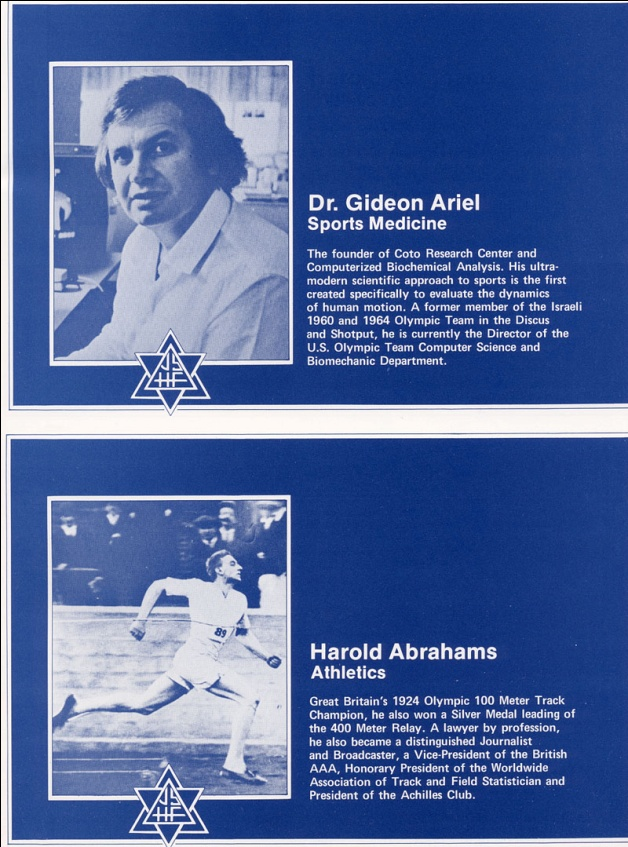 Dr. Gideon Ariel
Sports Medicine
The founder of Coto Research Center and
Computerized Biochemical Analysis. His ultra-
modern scientific approach to sports is the first
created specifically to evaluate the dynamics
of human motion. A former member of the Israeli
1960 and 1964 Olympic Team in the Discus
and Shotput, he is currently the Director of the
U.S. Olympic Team Computer Science and
Biomechanic Department.
JS
HF
89
Harold Abrahams
Athletics
Great Britain's 1924 Olympic 100 Meter Track
Champion, he also won a Silver Medal leading of
the 400 Meter Relay. A lawyer by profession,
he also became a distinguished Journalist
and Broadcaster, a Vice-President of the British
AAA, Honorary President of the Worldwide
Association of Track and Field Statistician and
President of the Achilles Club.
JS
HF